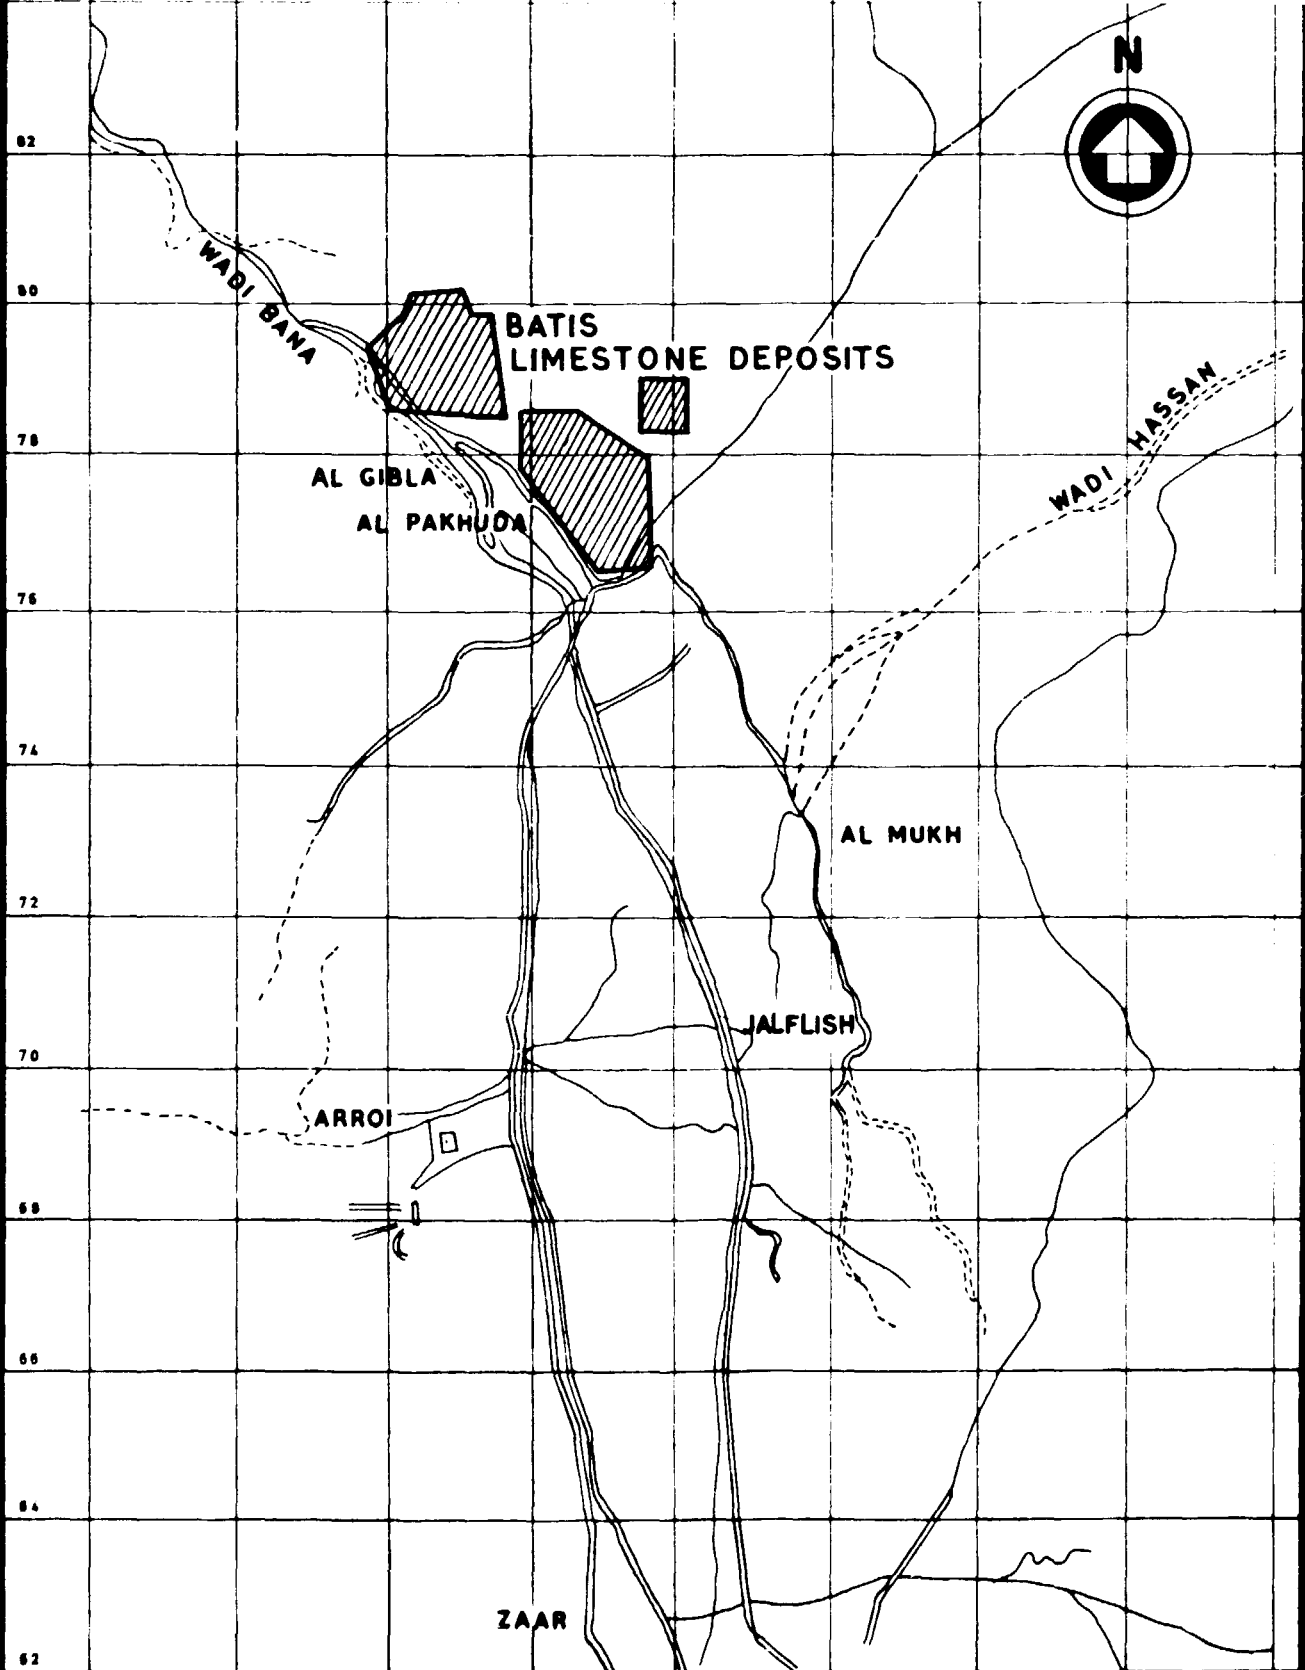 N
82
WADI BANA
80
BATIS
LIMESTONE DEPOSITS
WADI HASSAN
78
AL GIBLA
AL PAKHUDA
76
74
AL MUKH
72
JALFLISH
70
ARROI
68
66
64
ZAAR
62